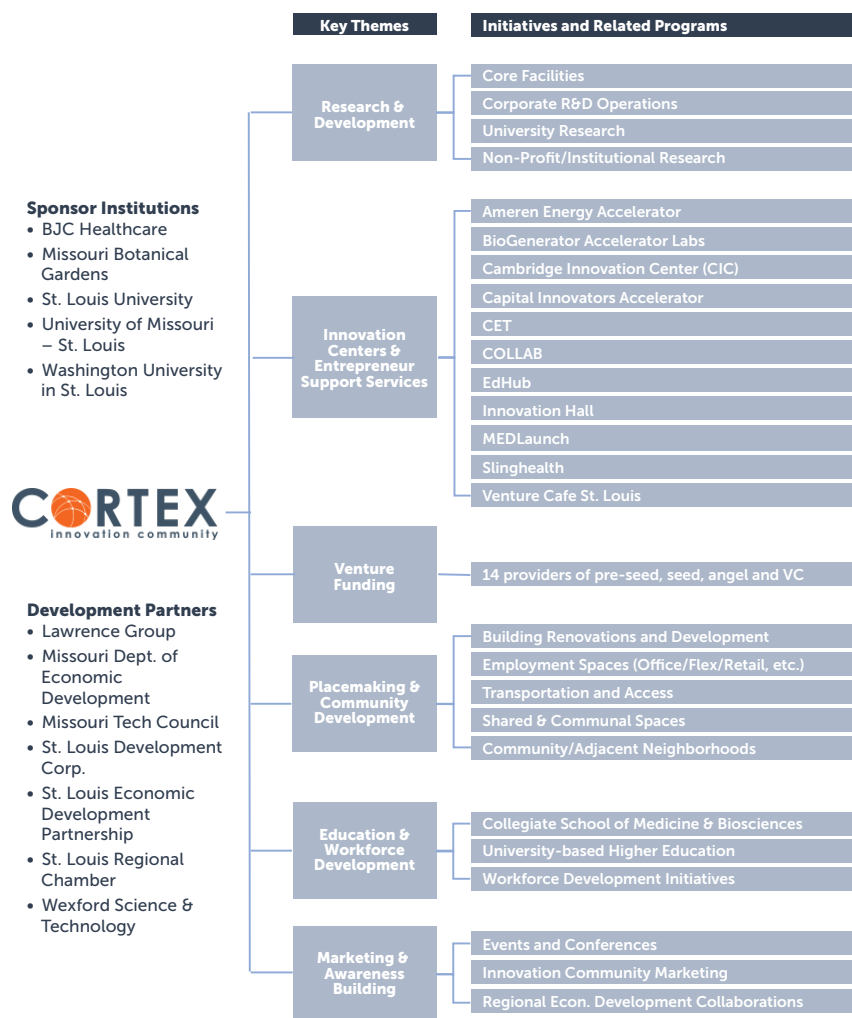 Key Themes
Initiatives and Related Programs
Sponsor Institutions
• BJC Healthcare
• Missouri Botanical
Gardens
• St. Louis University
• University of Missouri
– St. Louis
• Washington University
in St. Louis
CORTEX
innovation community
Development Partners
• Lawrence Group
• Missouri Dept. of
Economic
Development
• Missouri Tech Council
• St. Louis Development
Corp.
• St. Louis Economic
Development
Partnership
• St. Louis Regional
Chamber
• Wexford Science &
Technology
Research &
Development
Core Facilities
Corporate R&D Operations
University Research
Non-Profit/Institutional Research
Innovation
Centers &
Entrepreneur
Support Services
Ameren Energy Accelerator
BioGenerator Accelerator Labs
Cambridge Innovation Center (CIC)
Capital Innovators Accelerator
CET
COLLAB
EdHub
Innovation Hall
MEDLaunch
Slinghealth
Venture Cafe St. Louis
Venture
Funding
14 providers of pre-seed, seed, angel and VC
Placemaking &
Community
Development
Building Renovations and Development
Employment Spaces (Office/Flex/Retail, etc.)
Transportation and Access
Shared & Communal Spaces
Community/Adjacent Neighborhoods
Education &
Workforce
Development
Collegiate School of Medicine & Biosciences
University-based Higher Education
Workforce Development Initiatives
Marketing &
Awareness
Building
Events and Conferences
Innovation Community Marketing
Regional Econ. Development Collaborations